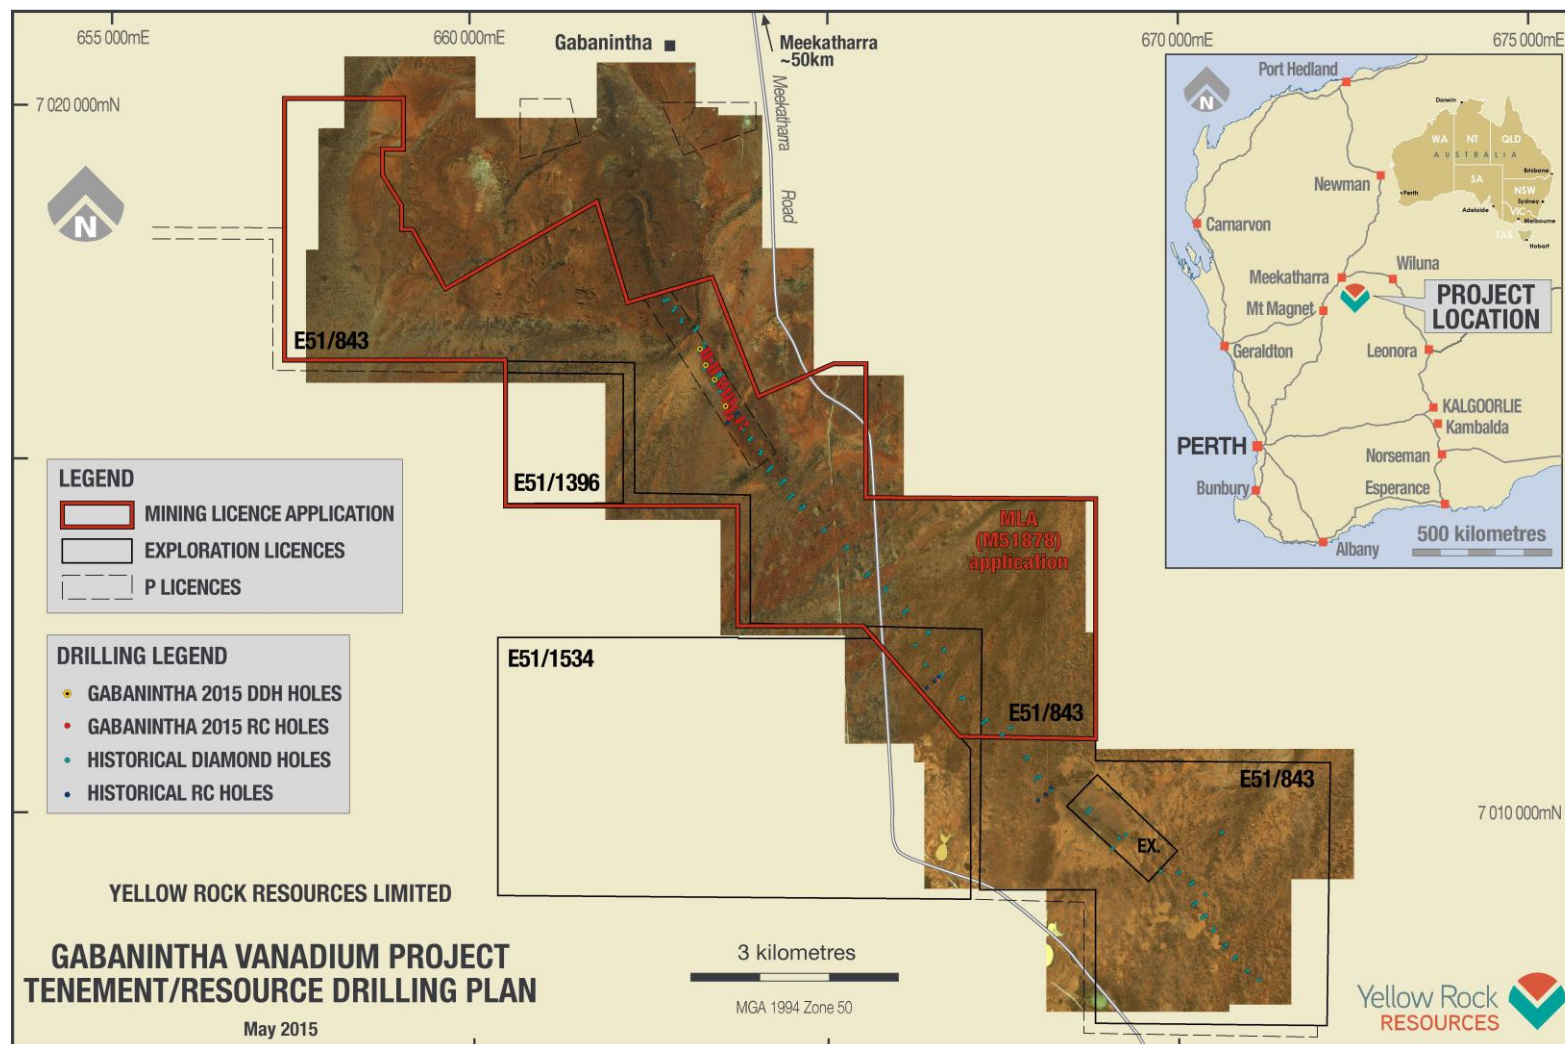 655 000mE
660 000mE
670 000mE
675 000mE
7 020 000mN
7 010 000mN
Gabanintha
Meekatharra
~50km
Meekatharra
Road
N
E51/843
E51/1396
E51/1534
MLA
(M51878)
application
E51/843
E51/843
EX.
LEGEND
MINING LICENCE APPLICATION
EXPLORATION LICENCES
P LICENCES
DRILLING LEGEND
GABANINTHA 2015 DDH HOLES
GABANINTHA 2015 RC HOLES
HISTORICAL DIAMOND HOLES
HISTORICAL RC HOLES
YELLOW ROCK RESOURCES LIMITED
GABANINTHA VANADIUM PROJECT
TENEMENT/RESOURCE DRILLING PLAN
May 2015
3 kilometres
MGA 1994 Zone 50
N
Port Hedland
Newman
Carnarvon
Meekatharra
Wiluna
Mt Magnet
PROJECT
LOCATION
Geraldton
Leonora
KALGOORLIE
Kambalda
PERTH
Norseman
Bunbury
Esperance
Albany
500 kilometres
Darwin
WA
NT
QLD
AUSTRALIA
Brisbane
SA
Perth
NSW
Sydney
Adelaide
VIC
Melbourne
TAS
Hobart
Yellow Rock
RESOURCES